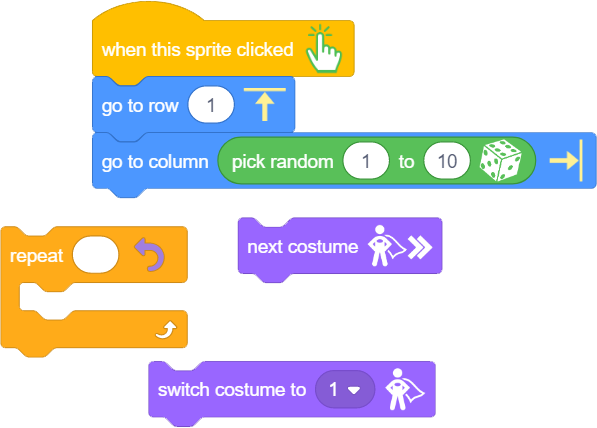 when this sprite clicked
go to row 1
go to column pick random 1 to 10
repeat
next costume
switch costume to 1